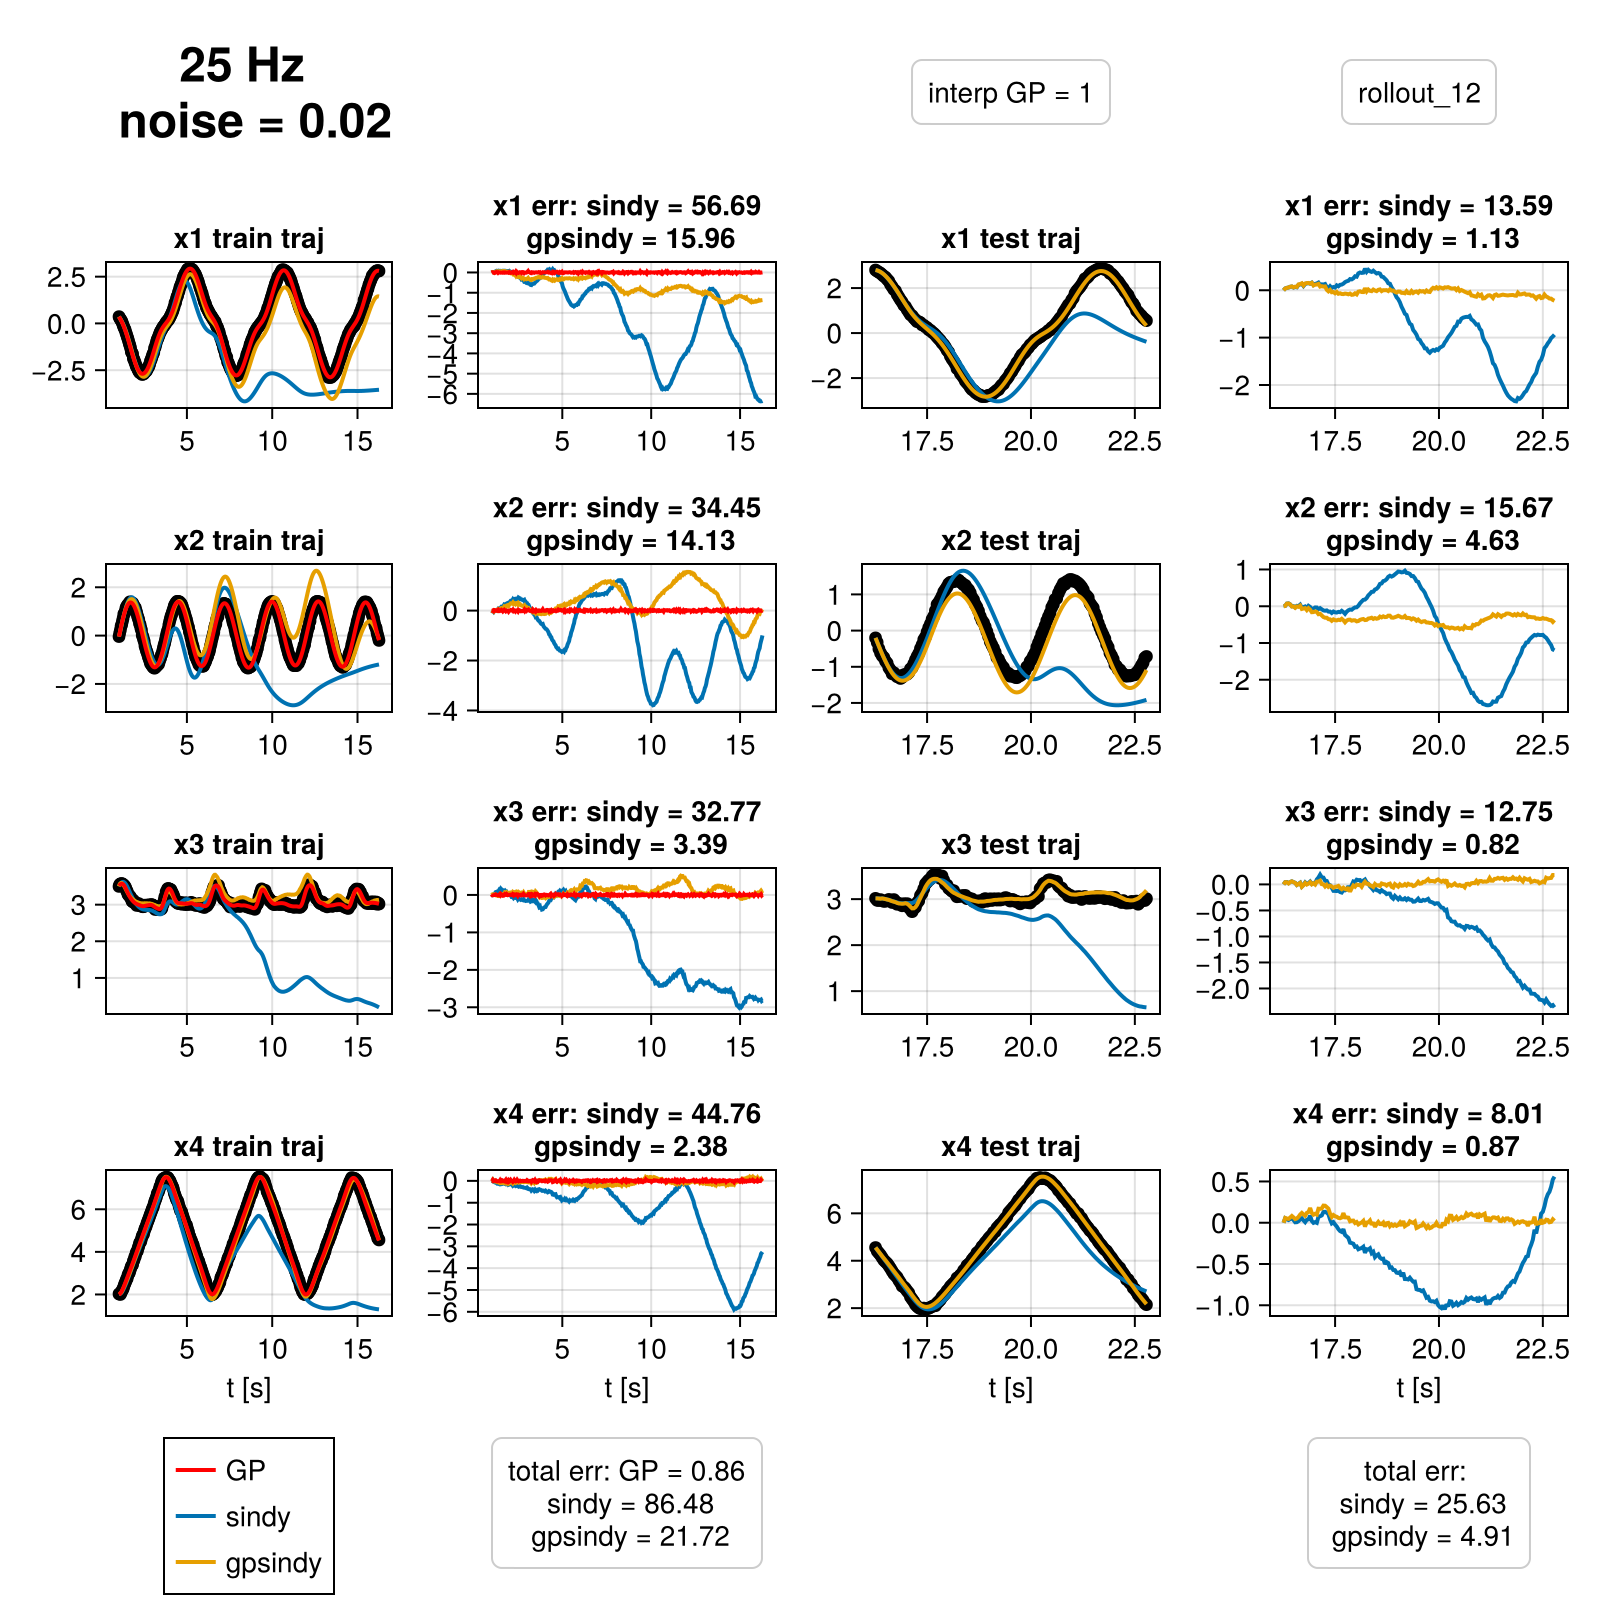 25 Hz
noise = 0.02
interp GP = 1
rollout_12
x1 train traj
2.5
0.0
−2.5
5
10
15
x1 err: sindy = 56.69
gpsindy = 15.96
0
−1
−2
−3
−4
−5
−6
5
10
15
x1 test traj
2
0
−2
17.5
20.0
22.5
x1 err: sindy = 13.59
gpsindy = 1.13
0
−1
−2
17.5
20.0
22.5
x2 train traj
2
0
−2
5
10
15
x2 err: sindy = 34.45
gpsindy = 14.13
0
−2
−4
5
10
15
x2 test traj
1
0
−1
−2
17.5
20.0
22.5
x2 err: sindy = 15.67
gpsindy = 4.63
1
0
−1
−2
17.5
20.0
22.5
x3 train traj
3
2
1
5
10
15
x3 err: sindy = 32.77
gpsindy = 3.39
0
−1
−2
−3
5
10
15
x3 test traj
3
2
1
17.5
20.0
22.5
x3 err: sindy = 12.75
gpsindy = 0.82
0.0
−0.5
−1.0
−1.5
−2.0
17.5
20.0
22.5
x4 train traj
6
4
2
5
10
15
t [s]
x4 err: sindy = 44.76
gpsindy = 2.38
0
−1
−2
−3
−4
−5
−6
5
10
15
t [s]
x4 test traj
6
4
2
17.5
20.0
22.5
t [s]
x4 err: sindy = 8.01
gpsindy = 0.87
0.5
0.0
−0.5
−1.0
17.5
20.0
22.5
t [s]
GP
sindy
gpsindy
total err: GP = 0.86
sindy = 86.48
gpsindy = 21.72
total err:
sindy = 25.63
gpsindy = 4.91